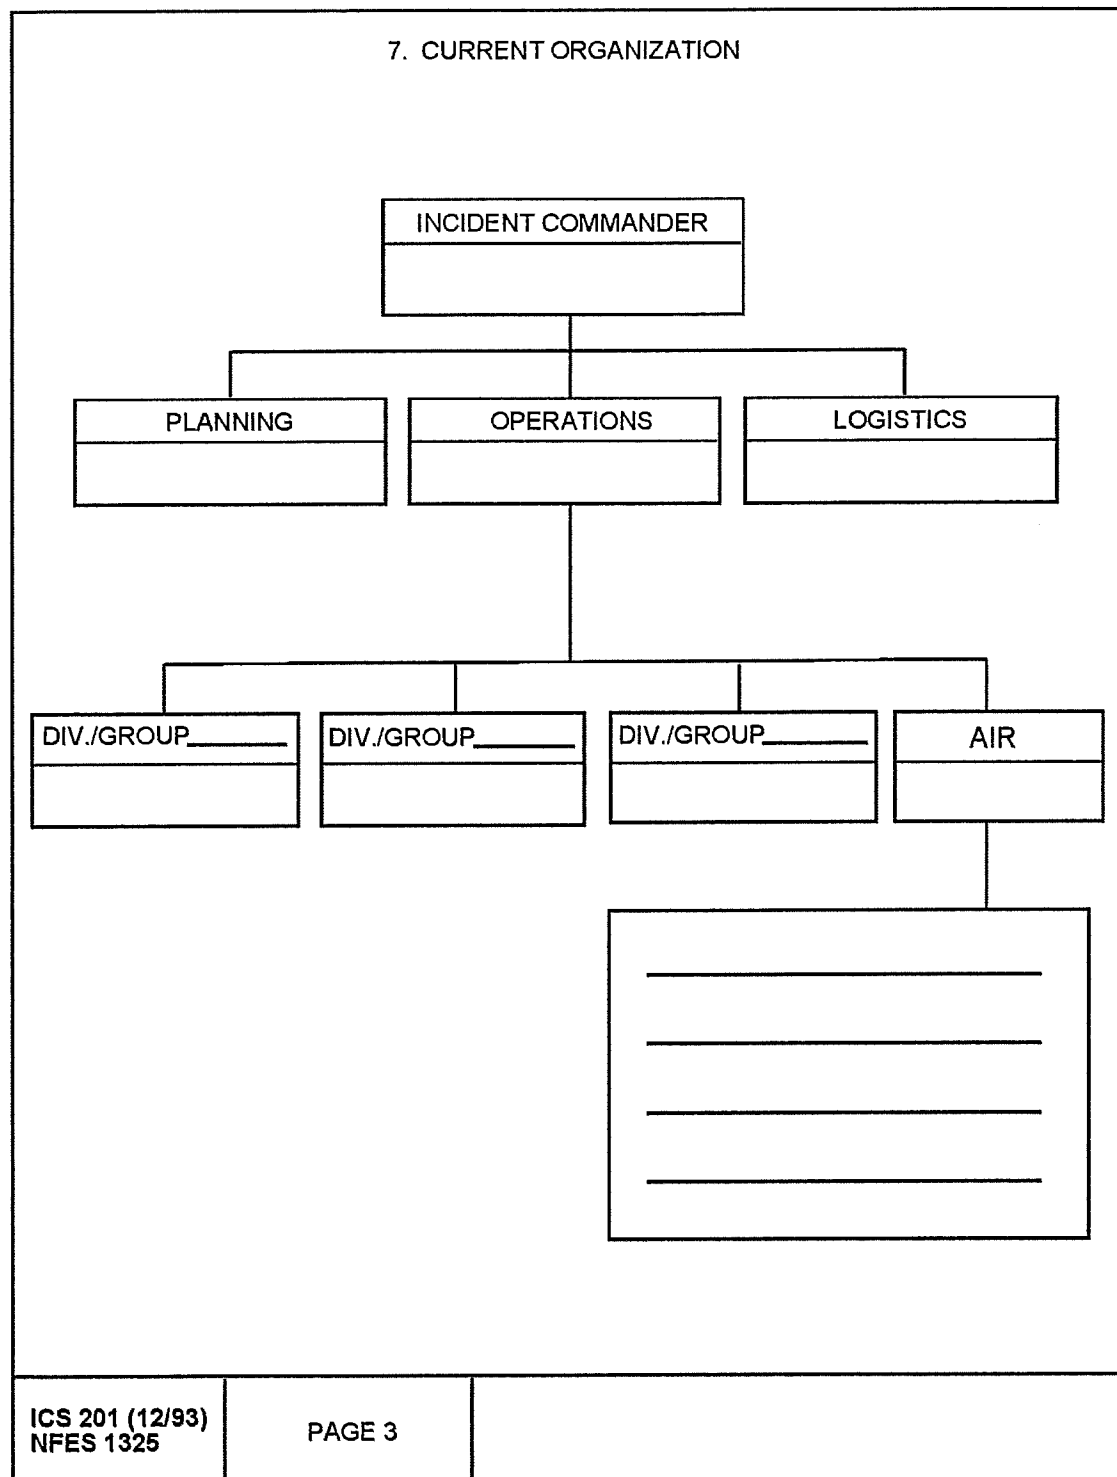 7. CURRENT ORGANIZATION
INCIDENT COMMANDER
PLANNING
OPERATIONS
LOGISTICS
DIV./GROUP
DIV./GROUP
DIV./GROUP
AIR
ICS 201 (12/93)
NFES 1325
PAGE 3